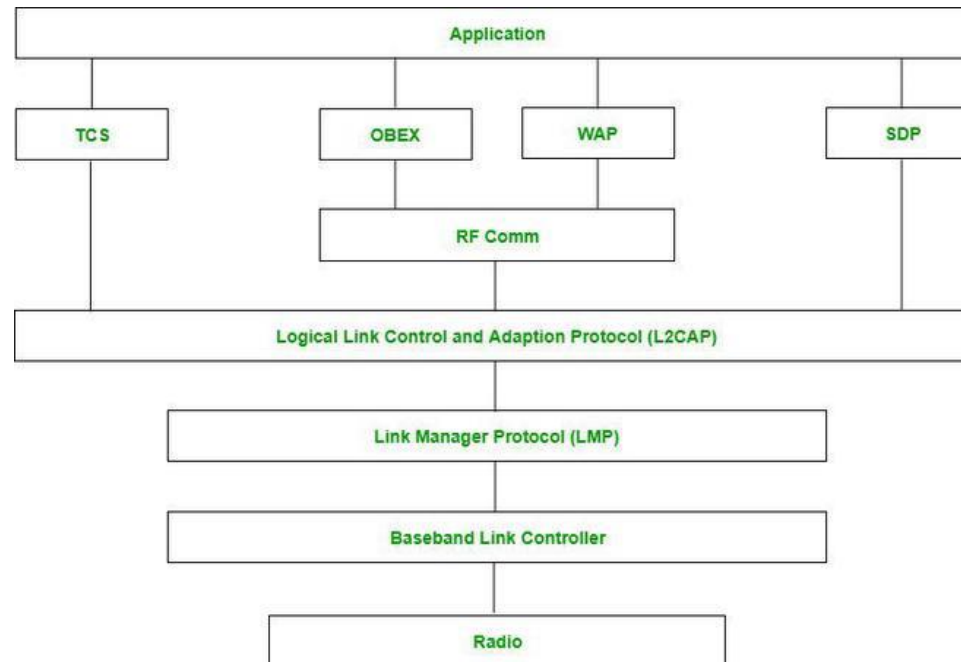 Application
TCS
OBEX
WAP
SDP
RF Comm
Logical Link Control and Adaption Protocol (L2CAP)
Link Manager Protocol (LMP)
Baseband Link Controller
Radio